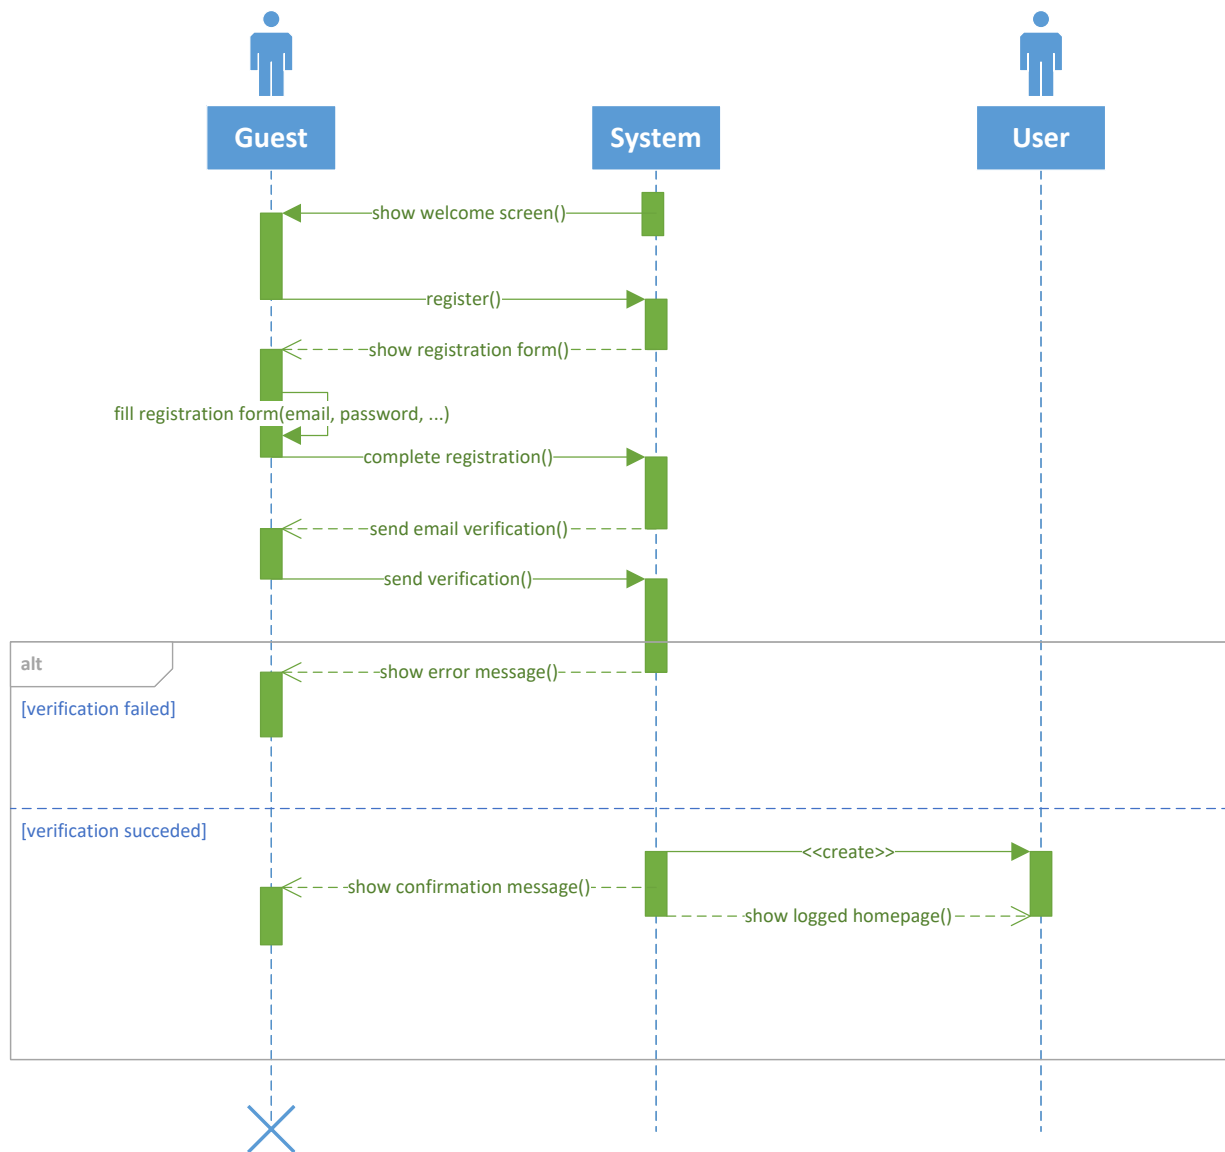 Guest
System
User
show welcome screen()
register()
show registration form()
fill registration form(email, password, ...)
complete registration()
send email verification()
send verification()
alt
show error message()
[verification failed]
[verification succeded]
<<create>>
show confirmation message()
show logged homepage()